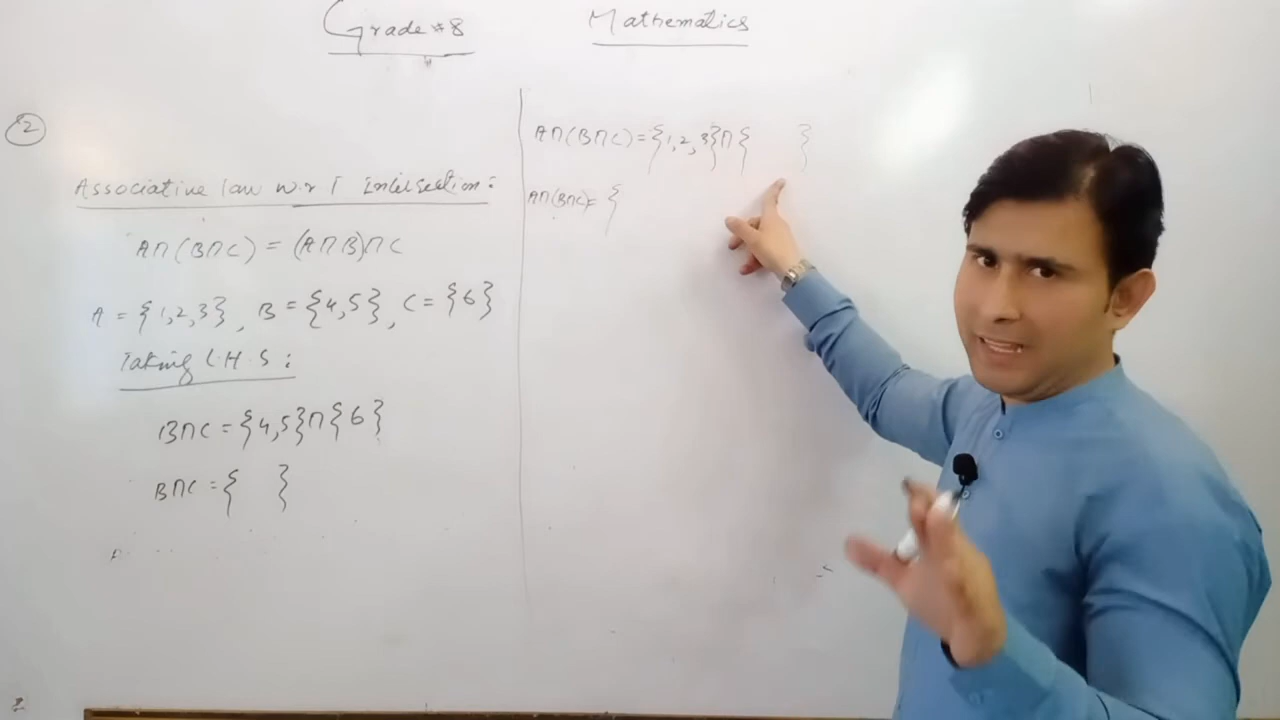 Grade #8 Mathematics
2
Associative law w.r.t intersection:
A∩(B∩C) = (A∩B)∩C
A = {1,2,3}, B = {4,5}, C = {6}
Taking L.H.S:
B∩C = {4,5}∩{6}
B∩C = { }
A∩(B∩C) = {1,2,3}∩{ }
A∩(B∩C) = {